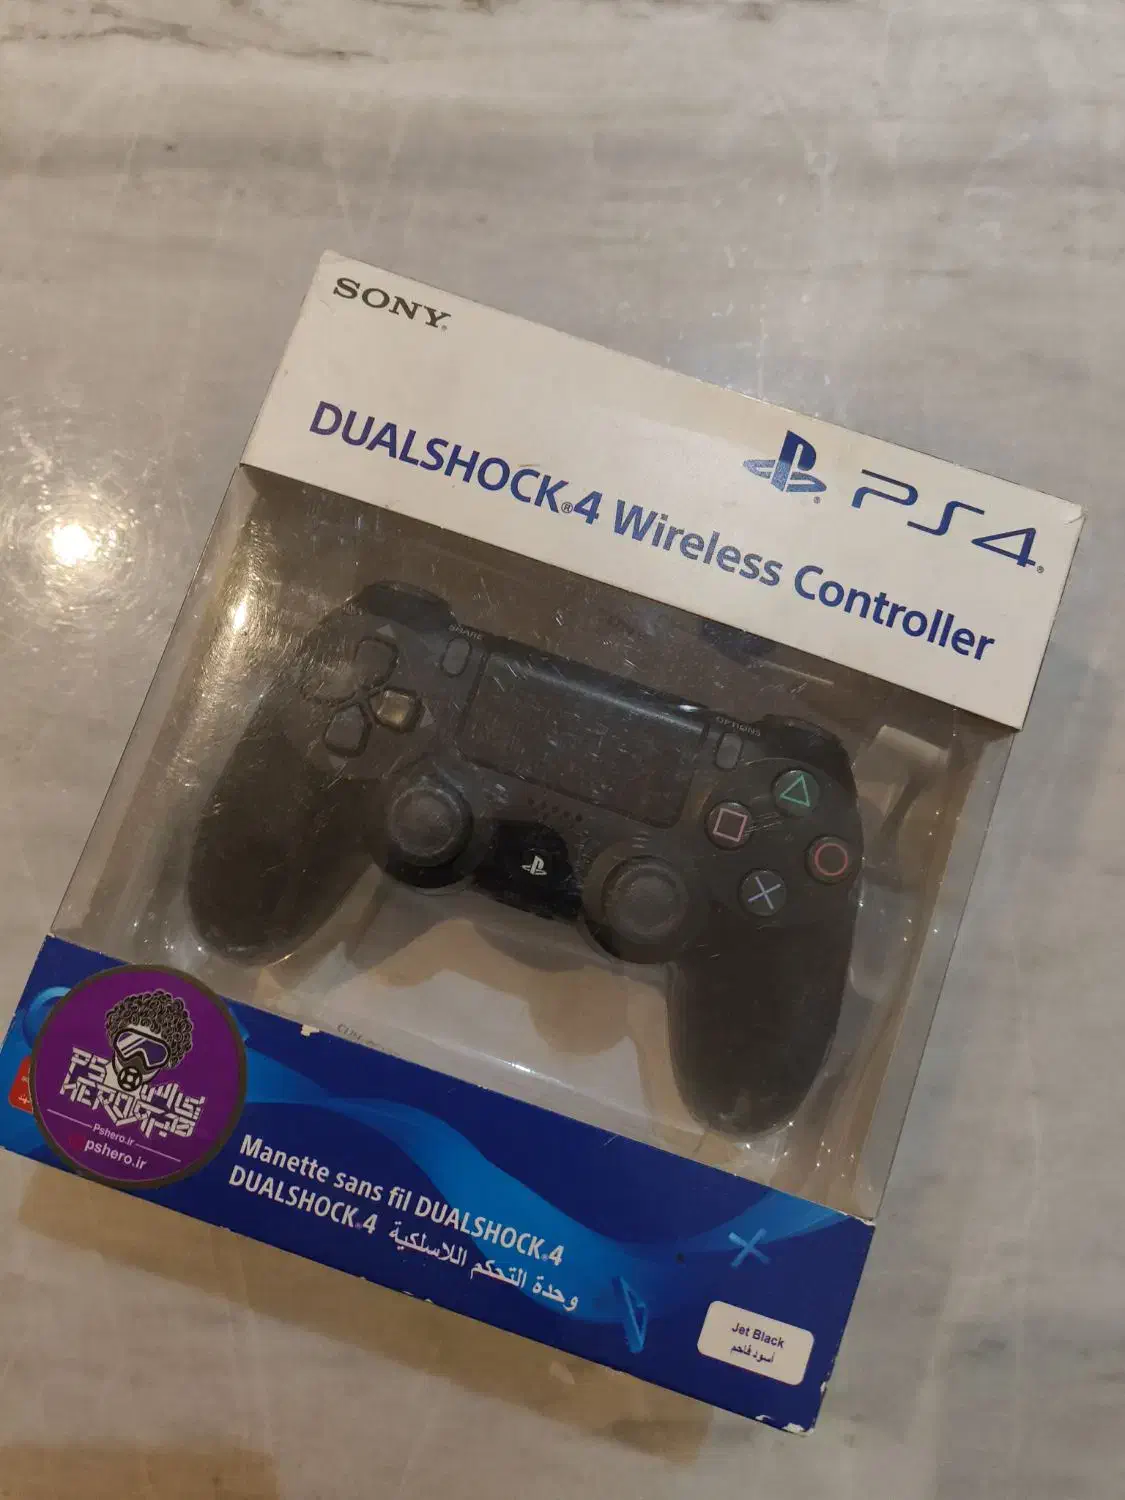 SONY
PS4
DUALSHOCK®4 Wireless Controller
SHARE
OPTIONS
PS
HERO
Pshero.ir
pshero.ir
Manette sans fil DUALSHOCK®4
وحدة التحكم اللاسلكية DUALSHOCK®4
Jet Black
أسود فاحم